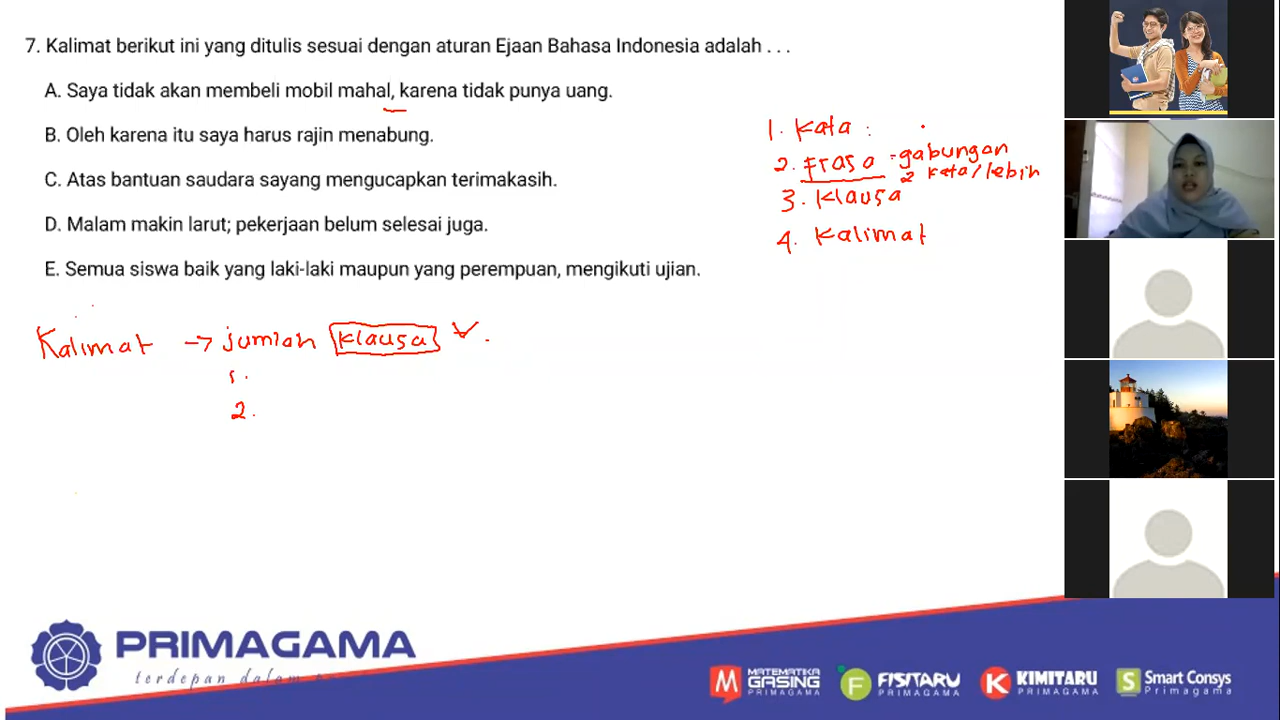 7. Kalimat berikut ini yang ditulis sesuai dengan aturan Ejaan Bahasa Indonesia adalah . . .
A. Saya tidak akan membeli mobil mahal, karena tidak punya uang.
B. Oleh karena itu saya harus rajin menabung.
C. Atas bantuan saudara sayang mengucapkan terimakasih.
D. Malam makin larut; pekerjaan belum selesai juga.
E. Semua siswa baik yang laki-laki maupun yang perempuan, mengikuti ujian.
1. Kata :
2. Frasa - gabungan
2 kata/lebih
3. Klausa
4. Kalimat
Kalimat → jumlah klausa
1.
2.
PRIMAGAMA
terdepan dalam
MATEMATIKA
GASING
PRIMAGAMA
FISITARU
PRIMAGAMA
KIMITARU
PRIMAGAMA
Smart Consys
Primagama